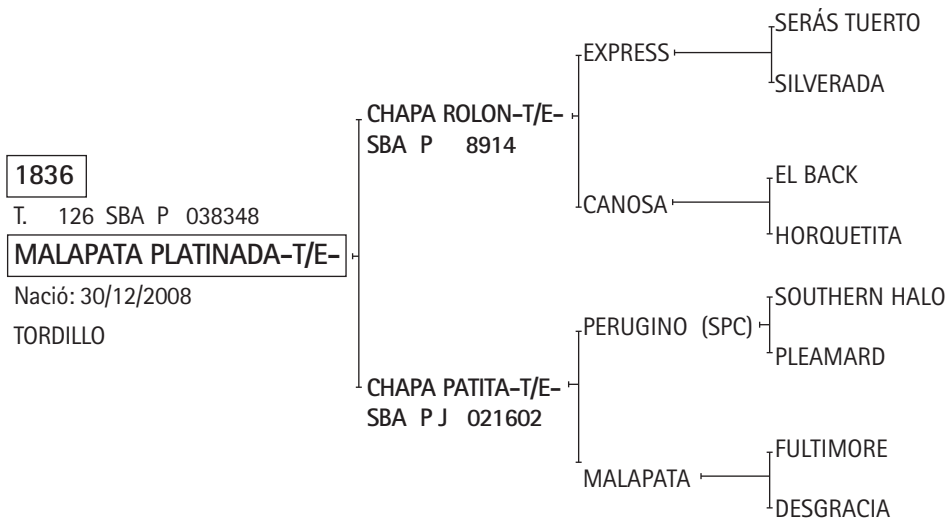 1836
T. 126 SBA P 038348
MALAPATA PLATINADA-T/E-
Nació: 30/12/2008
TORDILLO
CHAPA ROLON-T/E-
SBA P 8914
CHAPA PATITA-T/E-
SBA P J 021602
EXPRESS
CANOSA
PERUGINO (SPC)
MALAPATA
SERÁS TUERTO
SILVERADA
EL BACK
HORQUETITA
SOUTHERN HALO
PLEAMARD
FULTIMORE
DESGRACIA